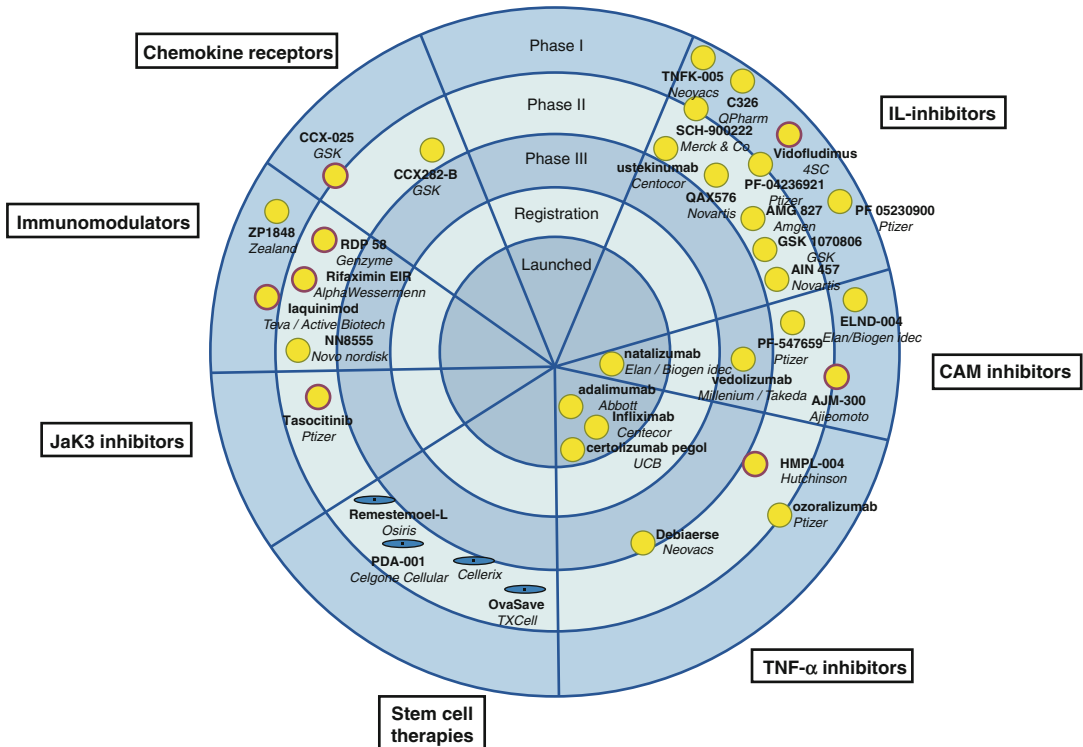 Chemokine receptors
Phase I
TNFK-005
Neovacs
C326
QPharm
IL-inhibitors
Phase II
SCH-900222
Merck & Co
Vidofludimus
4SC
CCX-025
GSK
CCX282-B
GSK
Phase III
ustekinumab
Centocor
PF-04236921
Ptizer
QAX576
Novartis
AMG 827
Amgen
PF 05230900
Ptizer
Immunomodulators
ZP1848
Zealand
RDP 58
Genzyme
Registration
GSK 1070806
GSK
Rifaximin EIR
AlphaWessermenn
Launched
AIN 457
Novartis
Iaquinimod
Teva / Active Biotech
ELND-004
Elan/Biogen idec
NN8555
Novo nordisk
PF-547659
Ptizer
natalizumab
Elan / Biogen idec
vedolizumab
Millenium / Takeda
CAM inhibitors
adalimumab
Abbott
AJM-300
Ajieomoto
Tasocitinib
Ptizer
Infliximab
Centecor
JaK3 inhibitors
certolizumab pegol
UCB
HMPL-004
Hutchinson
Remestemoel-L
Osiris
ozoralizumab
Ptizer
Debiaerse
Neovacs
PDA-001
Celgone Cellular
Cellerix
OvaSave
TXCell
TNF-α inhibitors
Stem cell
therapies